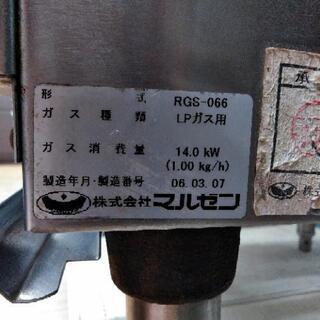 形 式 RGS-066
ガス種類 LPガス用
ガス消費量 14.0 kW
(1.00 kg/h)
製造年月・製造番号 06.03.07
株式会社 マルゼン
承